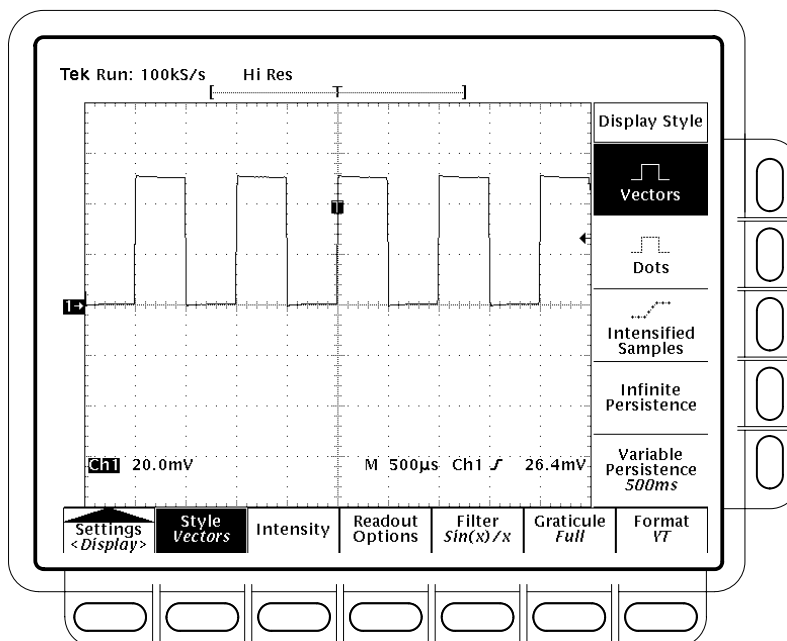 Tek Run: 100kS/s Hi Res
[ T ]
Display Style
Vectors
T
Dots
1→
Intensified
Samples
Infinite
Persistence
Ch1 20.0mV M 500µs Ch1 ƒ 26.4mV
Variable
Persistence
500ms
Settings
<Display>
Style
Vectors
Intensity
Readout
Options
Filter
Sin(x)/x
Graticule
Full
Format
YT